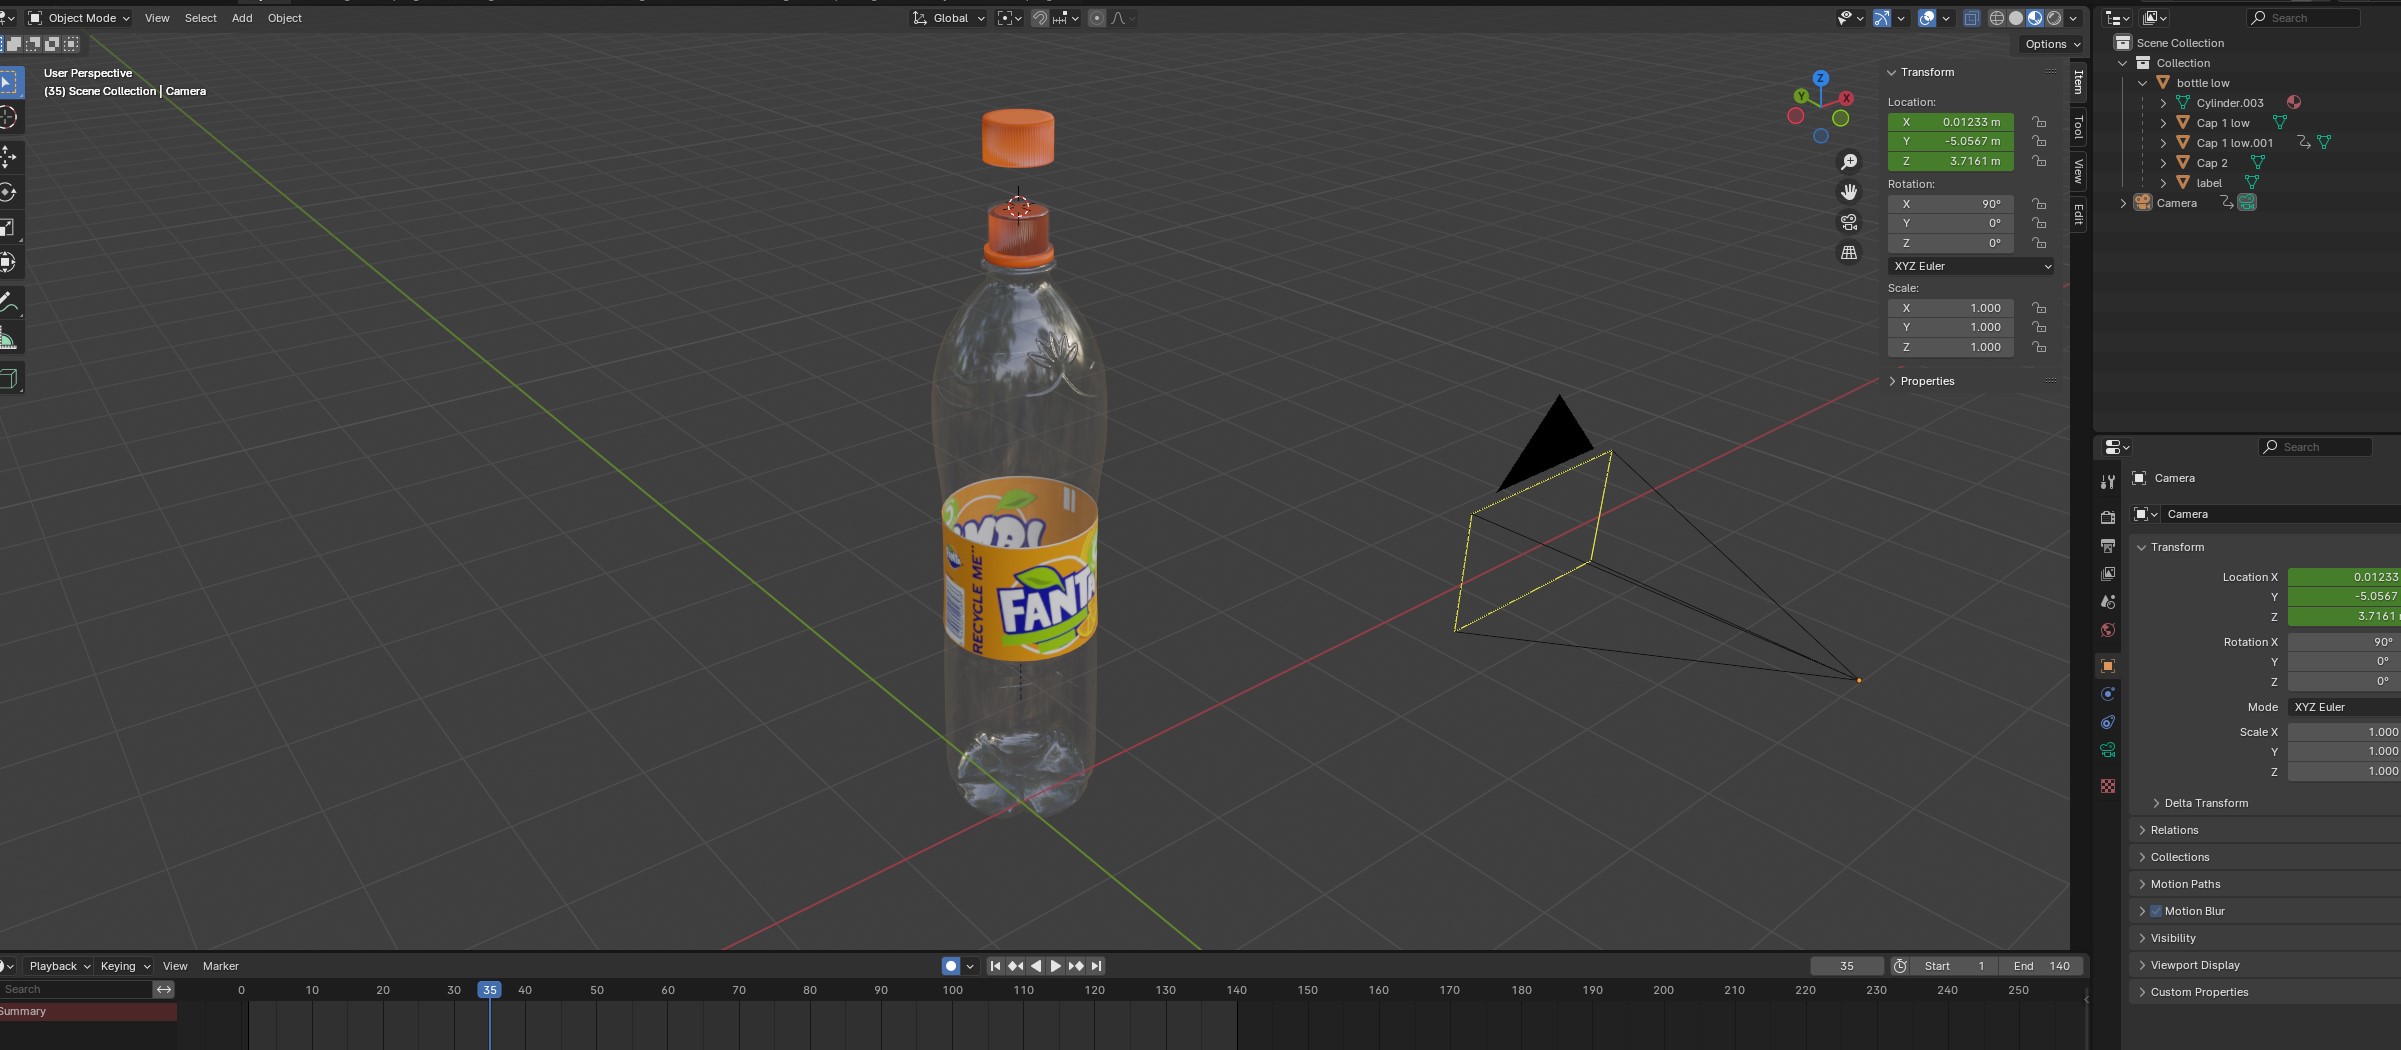 Object Mode View Select Add Object Global
Options
User Perspective
(35) Scene Collection | Camera
Transform
Location:
X 0.01233 m
Y -5.0567 m
Z 3.7161 m
Rotation:
X 90°
Y 0°
Z 0°
XYZ Euler
Scale:
X 1.000
Y 1.000
Z 1.000
Properties
Item
Tool
View
Edit
Z
Y
X
RECYCLE ME
FANTA
Search
Scene Collection
Collection
bottle low
Cylinder.003
Cap 1 low
Cap 1 low.001
Cap 2
label
Camera
Search
Camera
Camera
Transform
Location X 0.01233
Y -5.0567
Z 3.7161
Rotation X 90°
Y 0°
Z 0°
Mode XYZ Euler
Scale X 1.000
Y 1.000
Z 1.000
Delta Transform
Relations
Collections
Motion Paths
Motion Blur
Visibility
Viewport Display
Custom Properties
Playback Keying View Marker 35 Start 1 End 140
Search 0 10 20 30 35 40 50 60 70 80 90 100 110 120 130 140 150 160 170 180 190 200 210 220 230 240 250
Summary